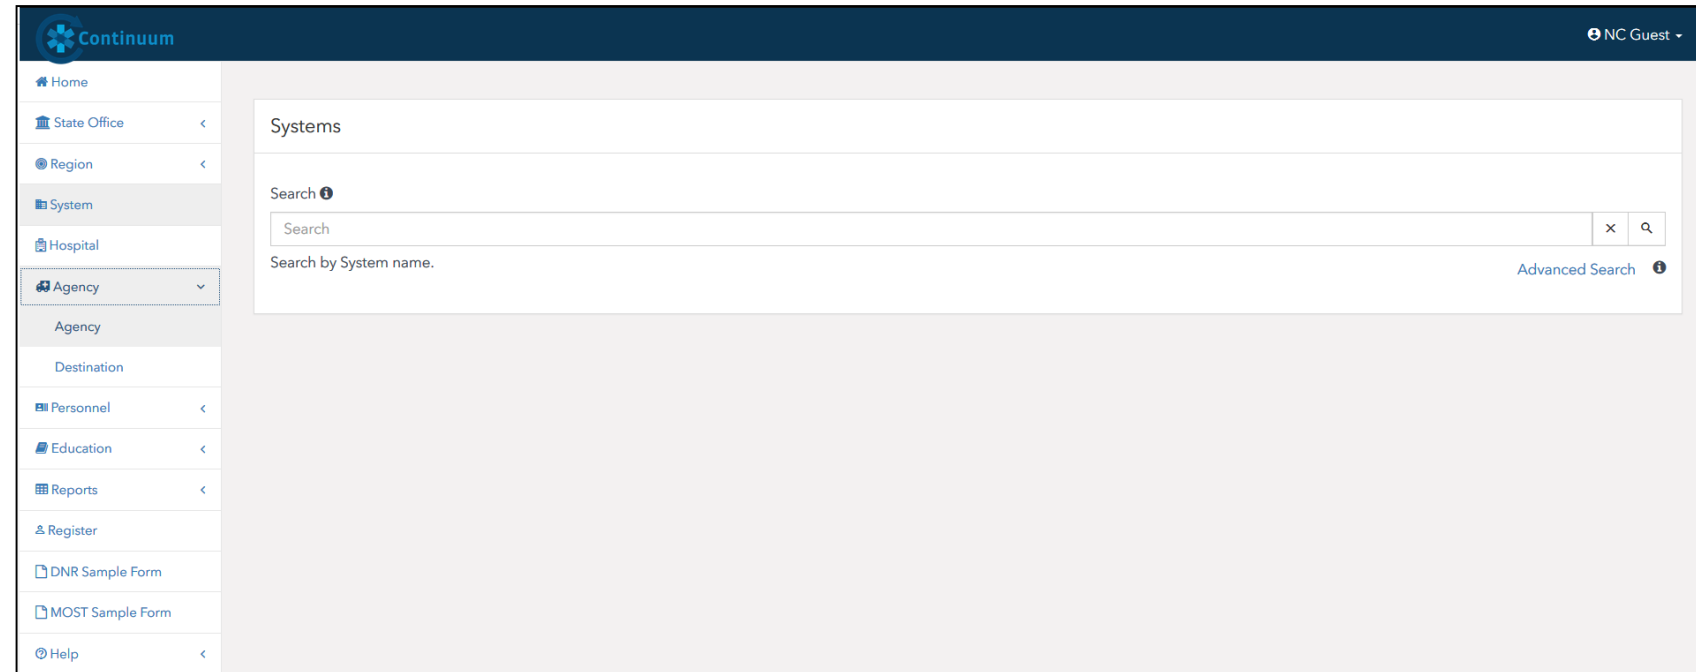 Continuum
NC Guest
Home
State Office
Region
System
Hospital
Agency
Agency
Destination
Personnel
Education
Reports
Register
DNR Sample Form
MOST Sample Form
Help
Systems
Search
Search
Search by System name.
Advanced Search